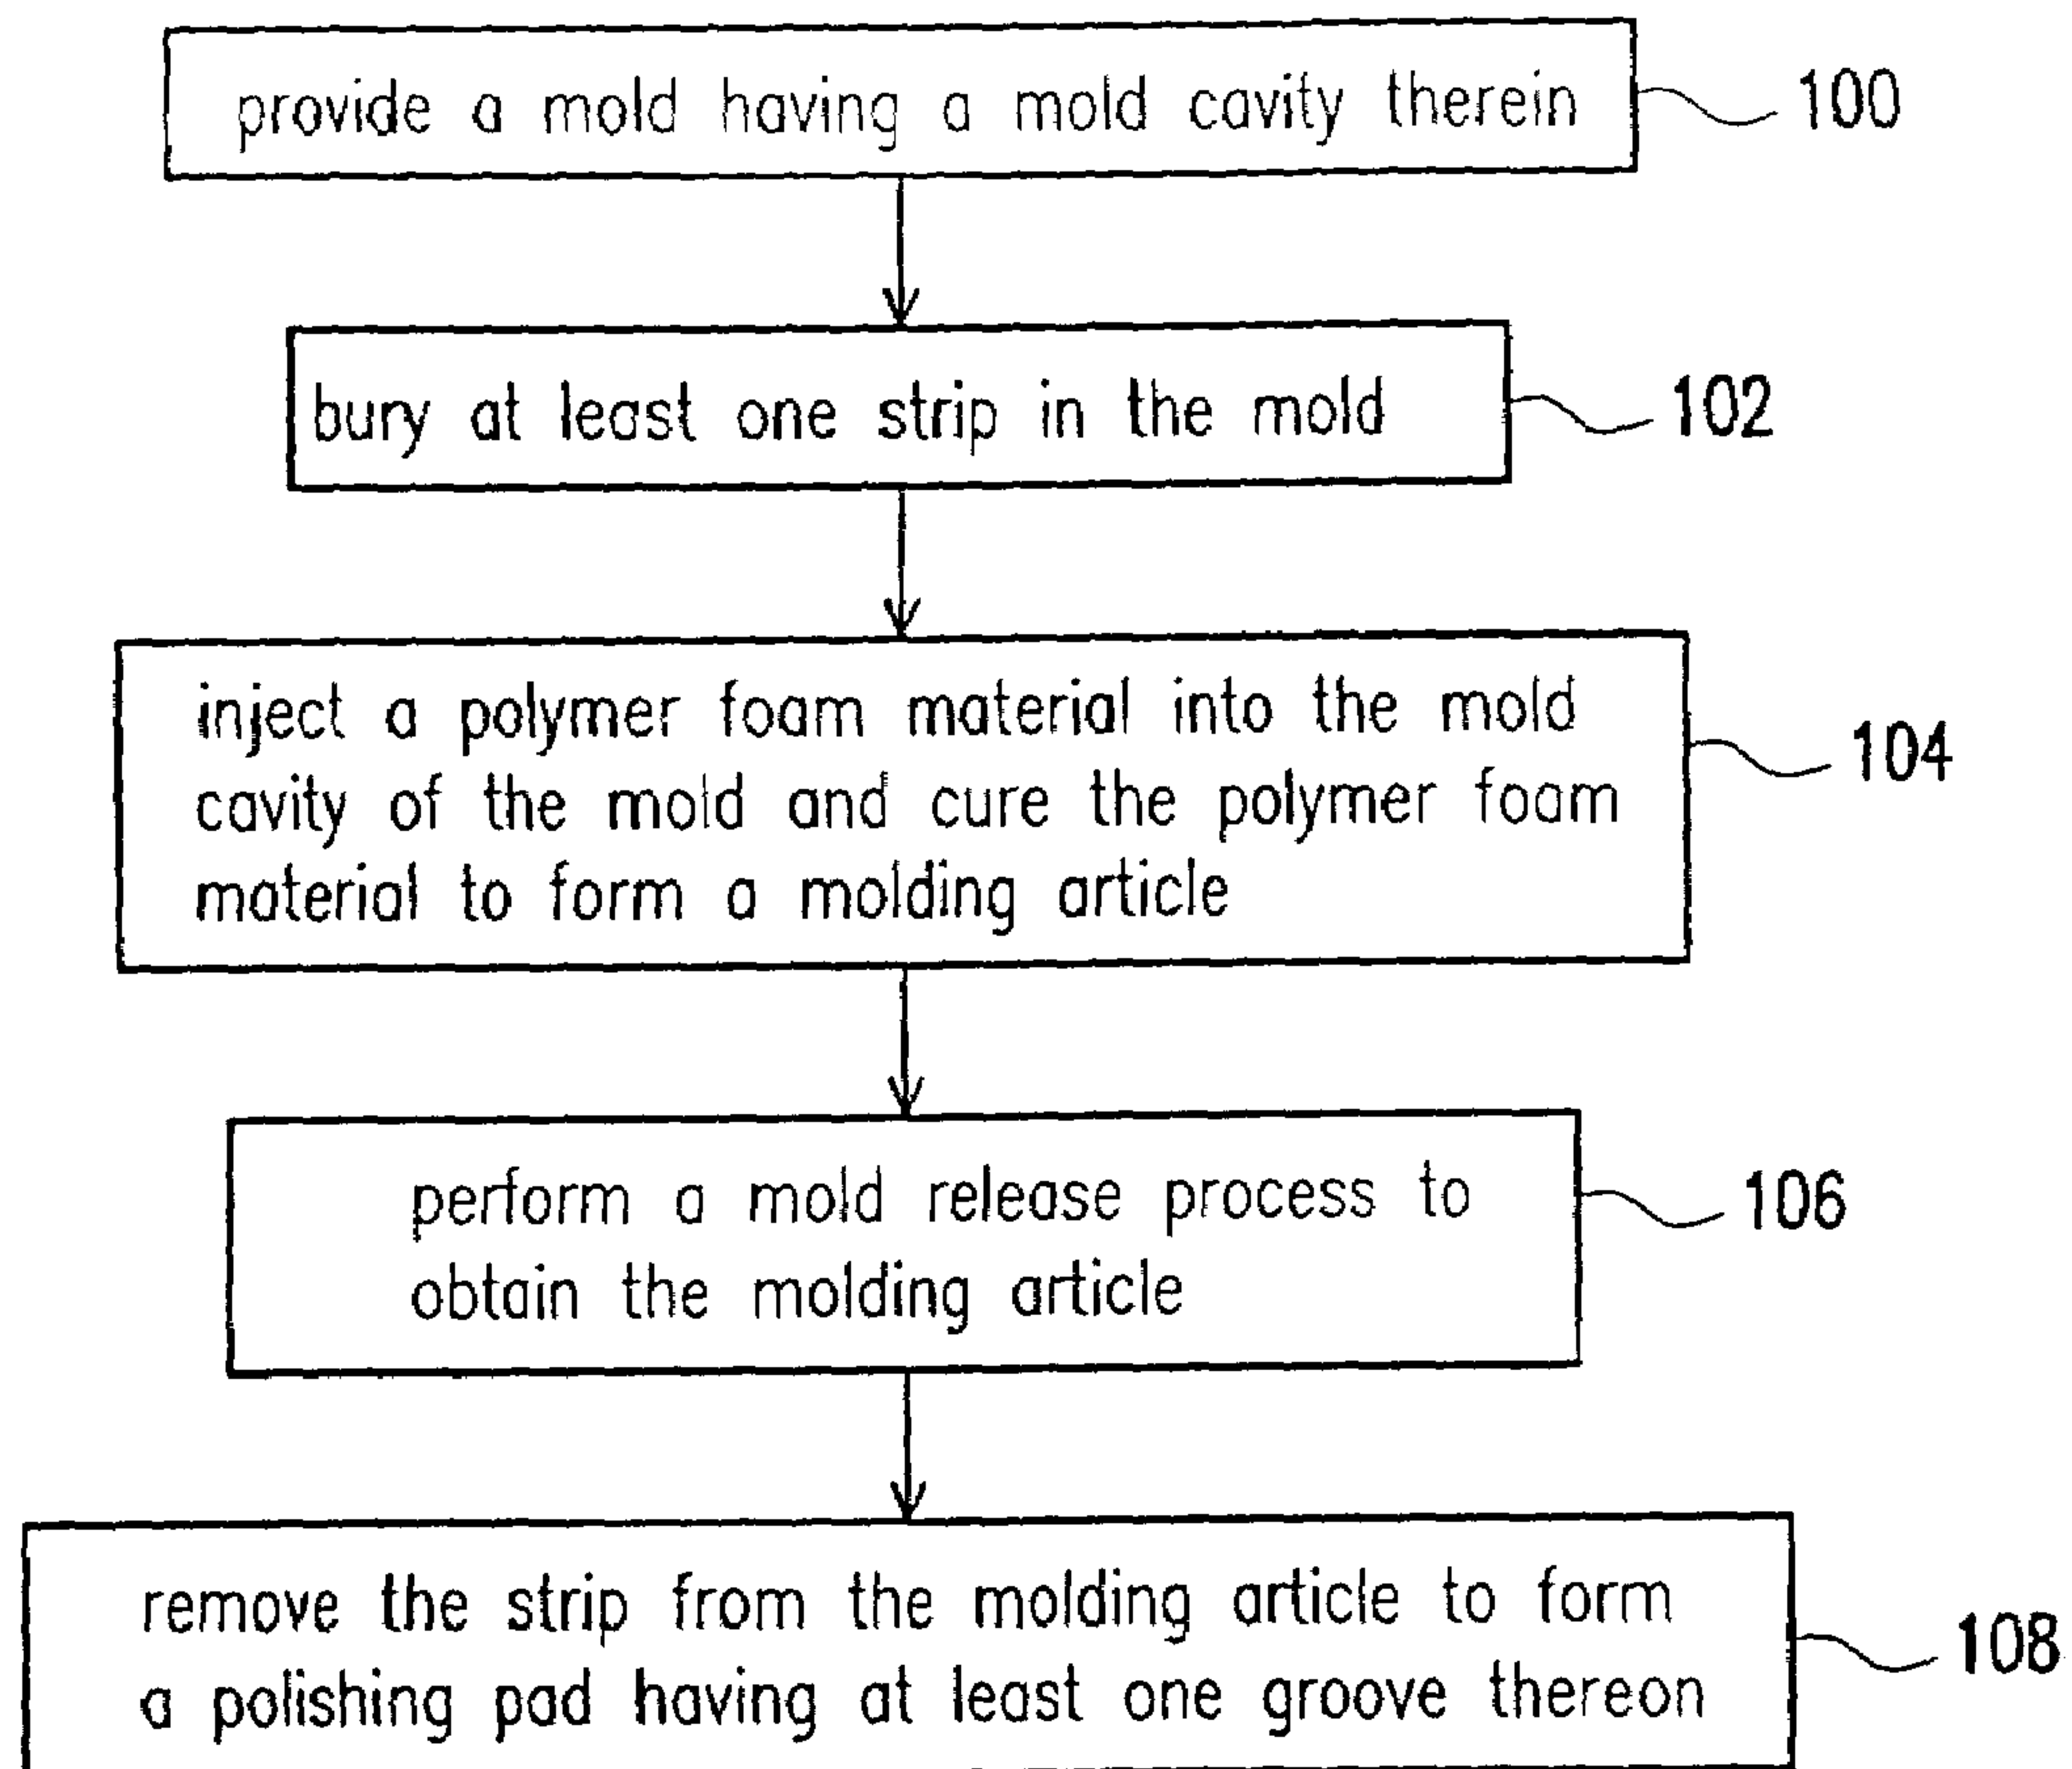 provide a mold having a mold cavity therein
100
bury at least one strip in the mold
102
inject a polymer foam material into the mold
cavity of the mold and cure the polymer foam
material to form a molding article
104
perform a mold release process to
obtain the molding article
106
remove the strip from the molding article to form
a polishing pad having at least one groove thereon
108